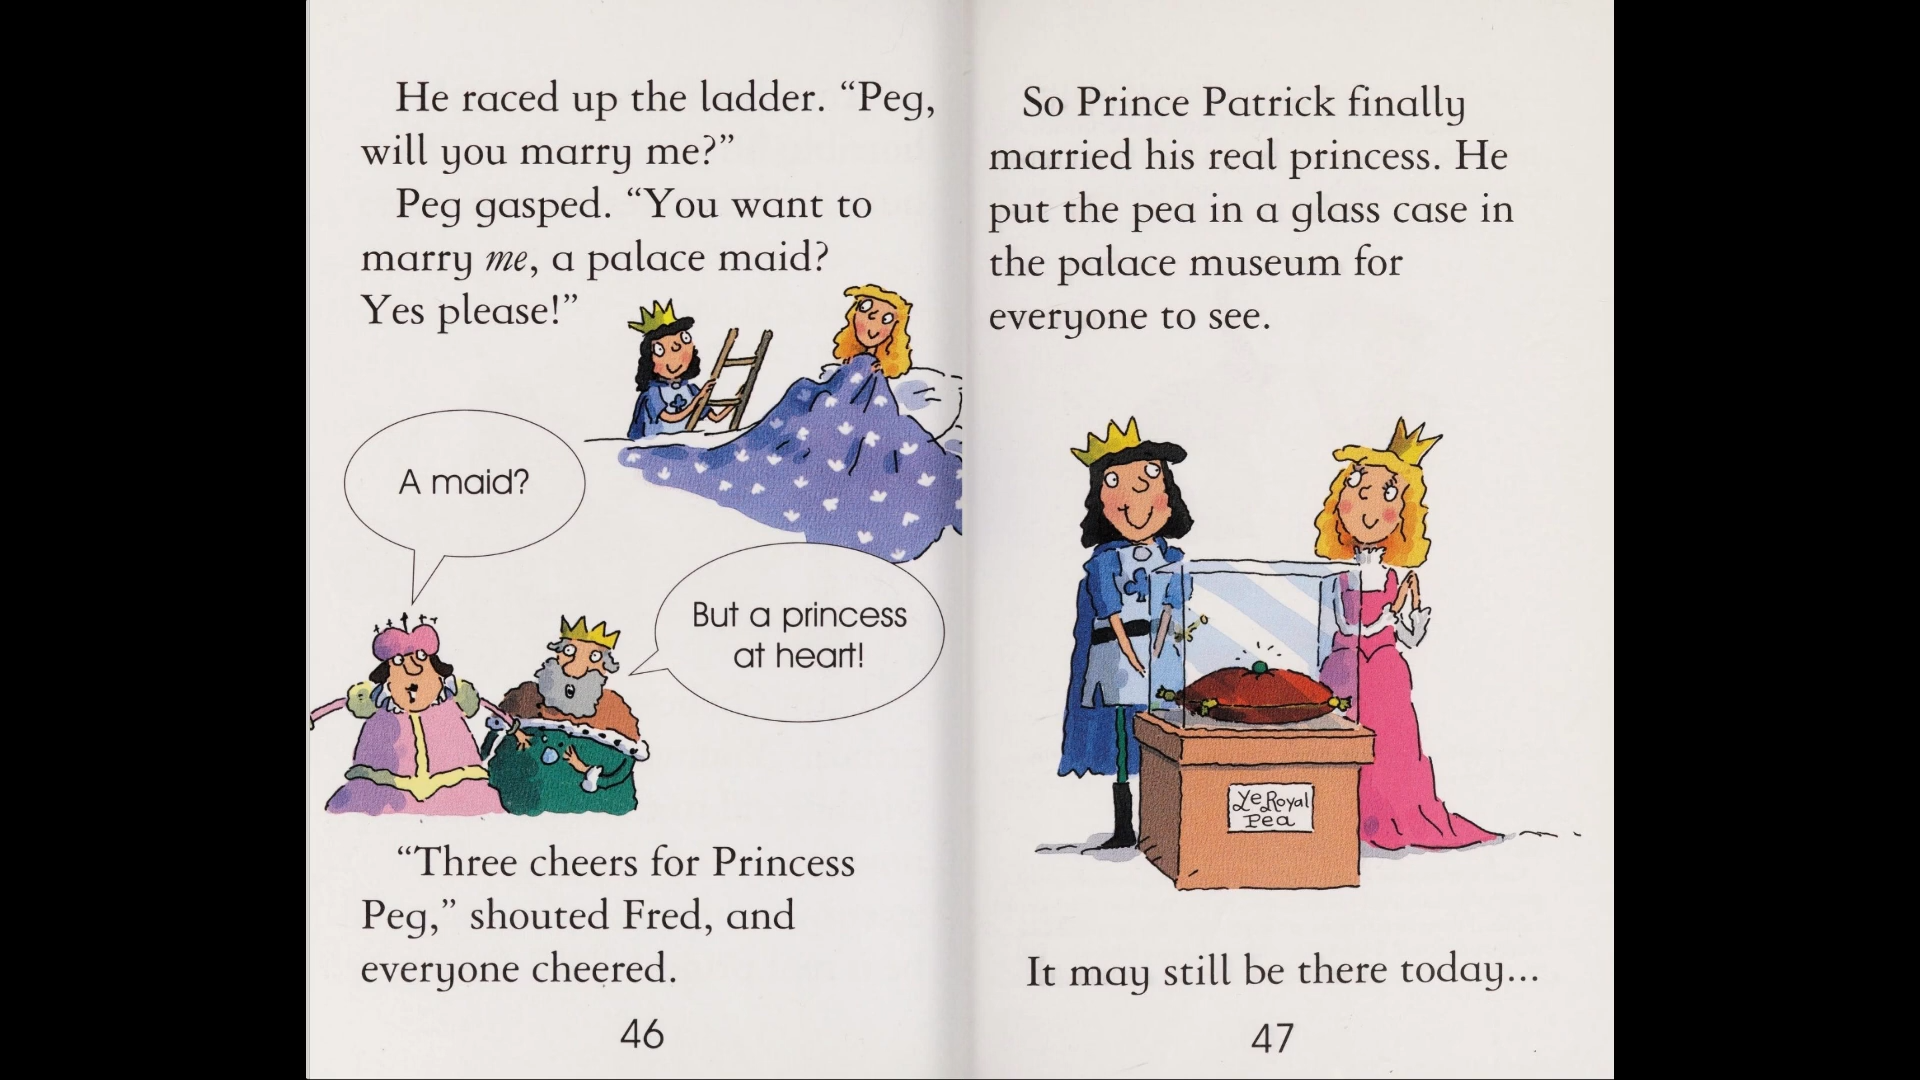 He raced up the ladder. “Peg,
will you marry me?”
Peg gasped. “You want to
marry me, a palace maid?
Yes please!”
A maid?
But a princess
at heart!
“Three cheers for Princess
Peg,” shouted Fred, and
everyone cheered.
46
So Prince Patrick finally
married his real princess. He
put the pea in a glass case in
the palace museum for
everyone to see.
Ye Royal
Pea
It may still be there today...
47